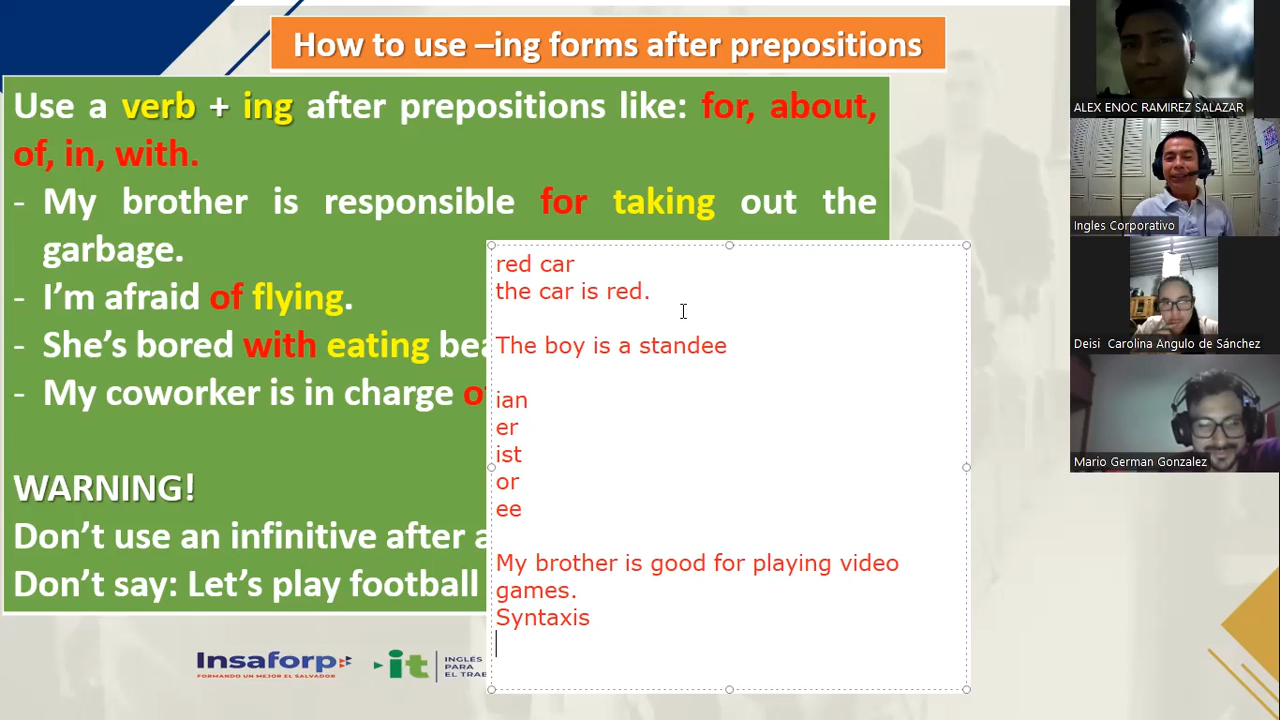 How to use –ing forms after prepositions
Use a verb + ing after prepositions like: for, about,
of, in, with.
- My brother is responsible for taking out the
garbage.
- I'm afraid of flying.
- She's bored with eating bea
- My coworker is in charge o
WARNING!
Don't use an infinitive after a
Don't say: Let's play football
red car
the car is red.
The boy is a standee
ian
er
ist
or
ee
My brother is good for playing video
games.
Syntaxis
Insaforp
FORMANDO UN MEJOR EL SALVADOR
it
INGLÉS
PARA
EL TRA
ALEX ENOC RAMIREZ SALAZAR
Ingles Corporativo
Deisi Carolina Angulo de Sánchez
Mario German Gonzalez